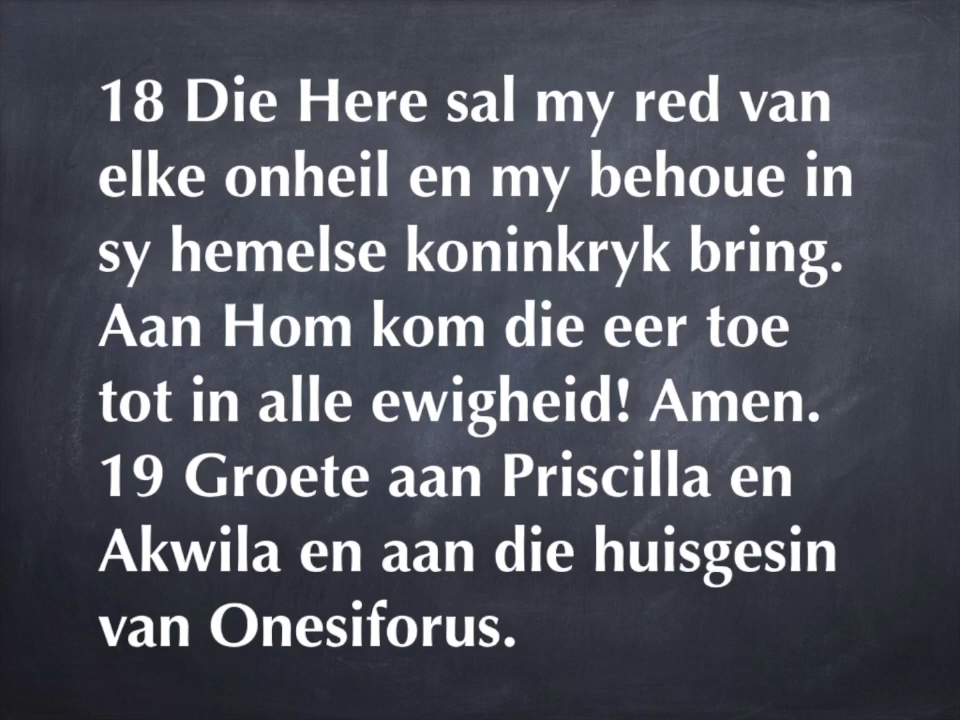 18 Die Here sal my red van
elke onheil en my behoue in
sy hemelse koninkryk bring.
Aan Hom kom die eer toe
tot in alle ewigheid! Amen.
19 Groete aan Priscilla en
Akwila en aan die huisgesin
van Onesiforus.